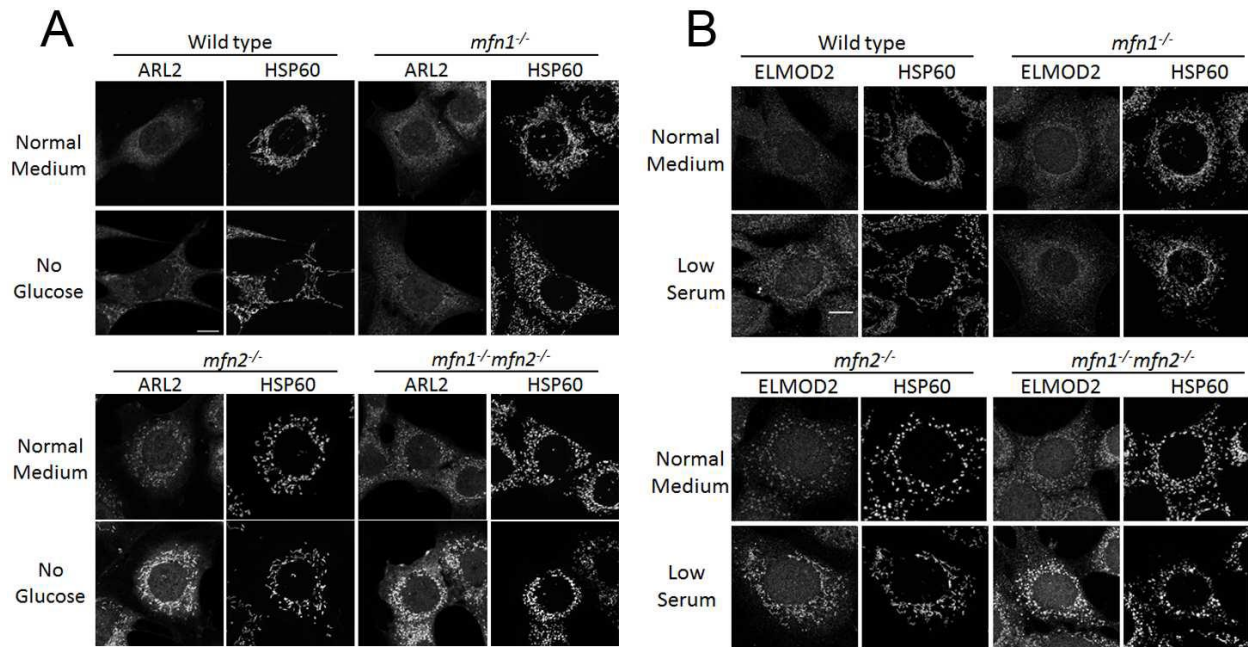 A
Wild type mfn1-/-
ARL2 HSP60 ARL2 HSP60
Normal
Medium
No
Glucose
mfn2-/- mfn1-/-mfn2-/-
ARL2 HSP60 ARL2 HSP60
Normal
Medium
No
Glucose
B
Wild type mfn1-/-
ELMOD2 HSP60 ELMOD2 HSP60
Normal
Medium
Low
Serum
mfn2-/- mfn1-/-mfn2-/-
ELMOD2 HSP60 ELMOD2 HSP60
Normal
Medium
Low
Serum